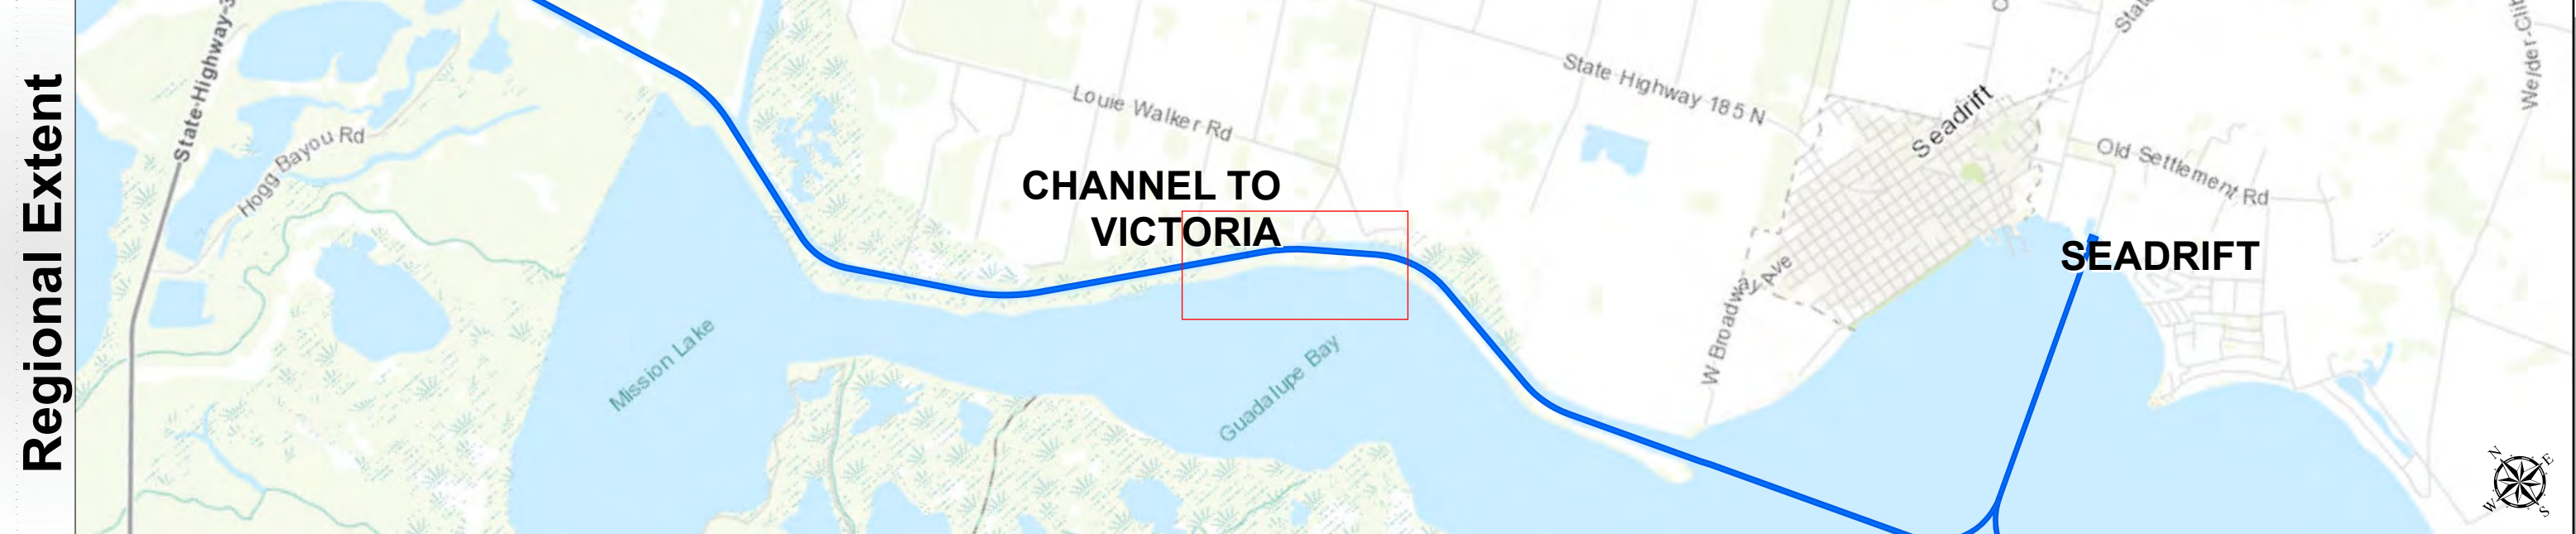 Regional Extent
State-Highway-3
Hogg Bayou Rd
Louie Walker Rd
State Highway 185 N
Seadrift
Old Settlement Rd
CHANNEL TO
VICTORIA
SEADRIFT
W Broadway Ave
Mission Lake
Guadalupe Bay
N
E
W
S